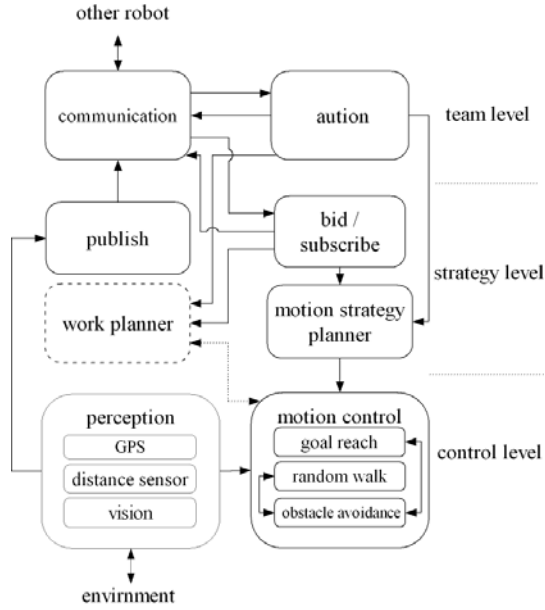 other robot
communication
aution
team level
publish
bid /
subscribe
strategy level
work planner
motion strategy
planner
perception
GPS
distance sensor
vision
motion control
goal reach
random walk
obstacle avoidance
control level
envirnment